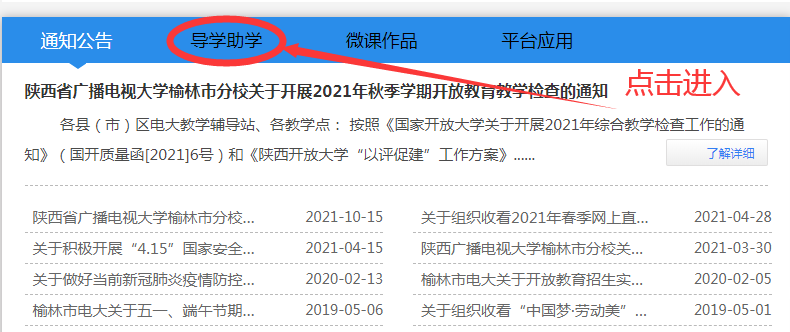 通知公告 导学助学 微课作品 平台应用
点击进入
陕西省广播电视大学榆林市分校关于开展2021年秋季学期开放教育教学检查的通知
各县（市）区电大教学辅导站、各教学点： 按照《国家开放大学关于开展2021年综合教学检查工作的通
知》（国开质量函[2021]6号）和《陕西开放大学“以评促建”工作方案》......
了解详细
陕西省广播电视大学榆林市分校... 2021-10-15 关于组织收看2021年春季网上直... 2021-04-28
关于积极开展“4.15”国家安全... 2021-04-15 陕西广播电视大学榆林市分校关... 2021-03-30
关于做好当前新冠肺炎疫情防控... 2020-02-13 榆林市电大关于开放教育招生实... 2020-02-05
榆林市电大关于五一、端午节期... 2019-05-06 关于组织收看“中国梦·劳动美”... 2019-05-01